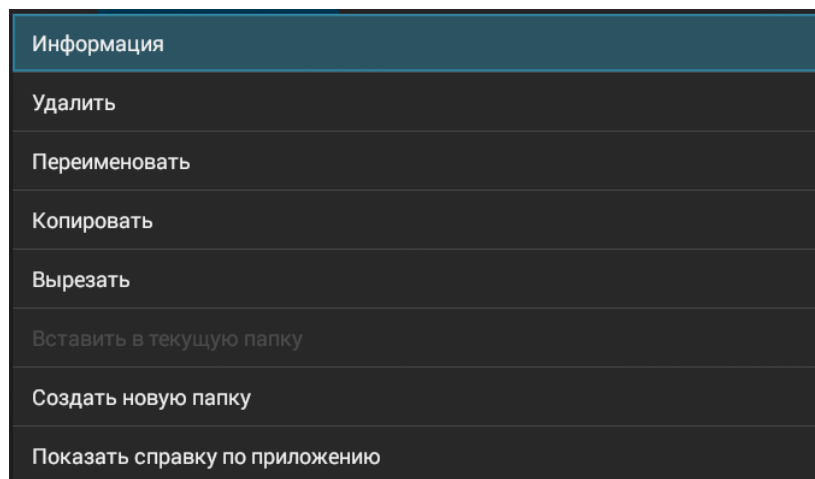 Информация
Удалить
Переименовать
Копировать
Вырезать
Вставить в текущую папку
Создать новую папку
Показать справку по приложению